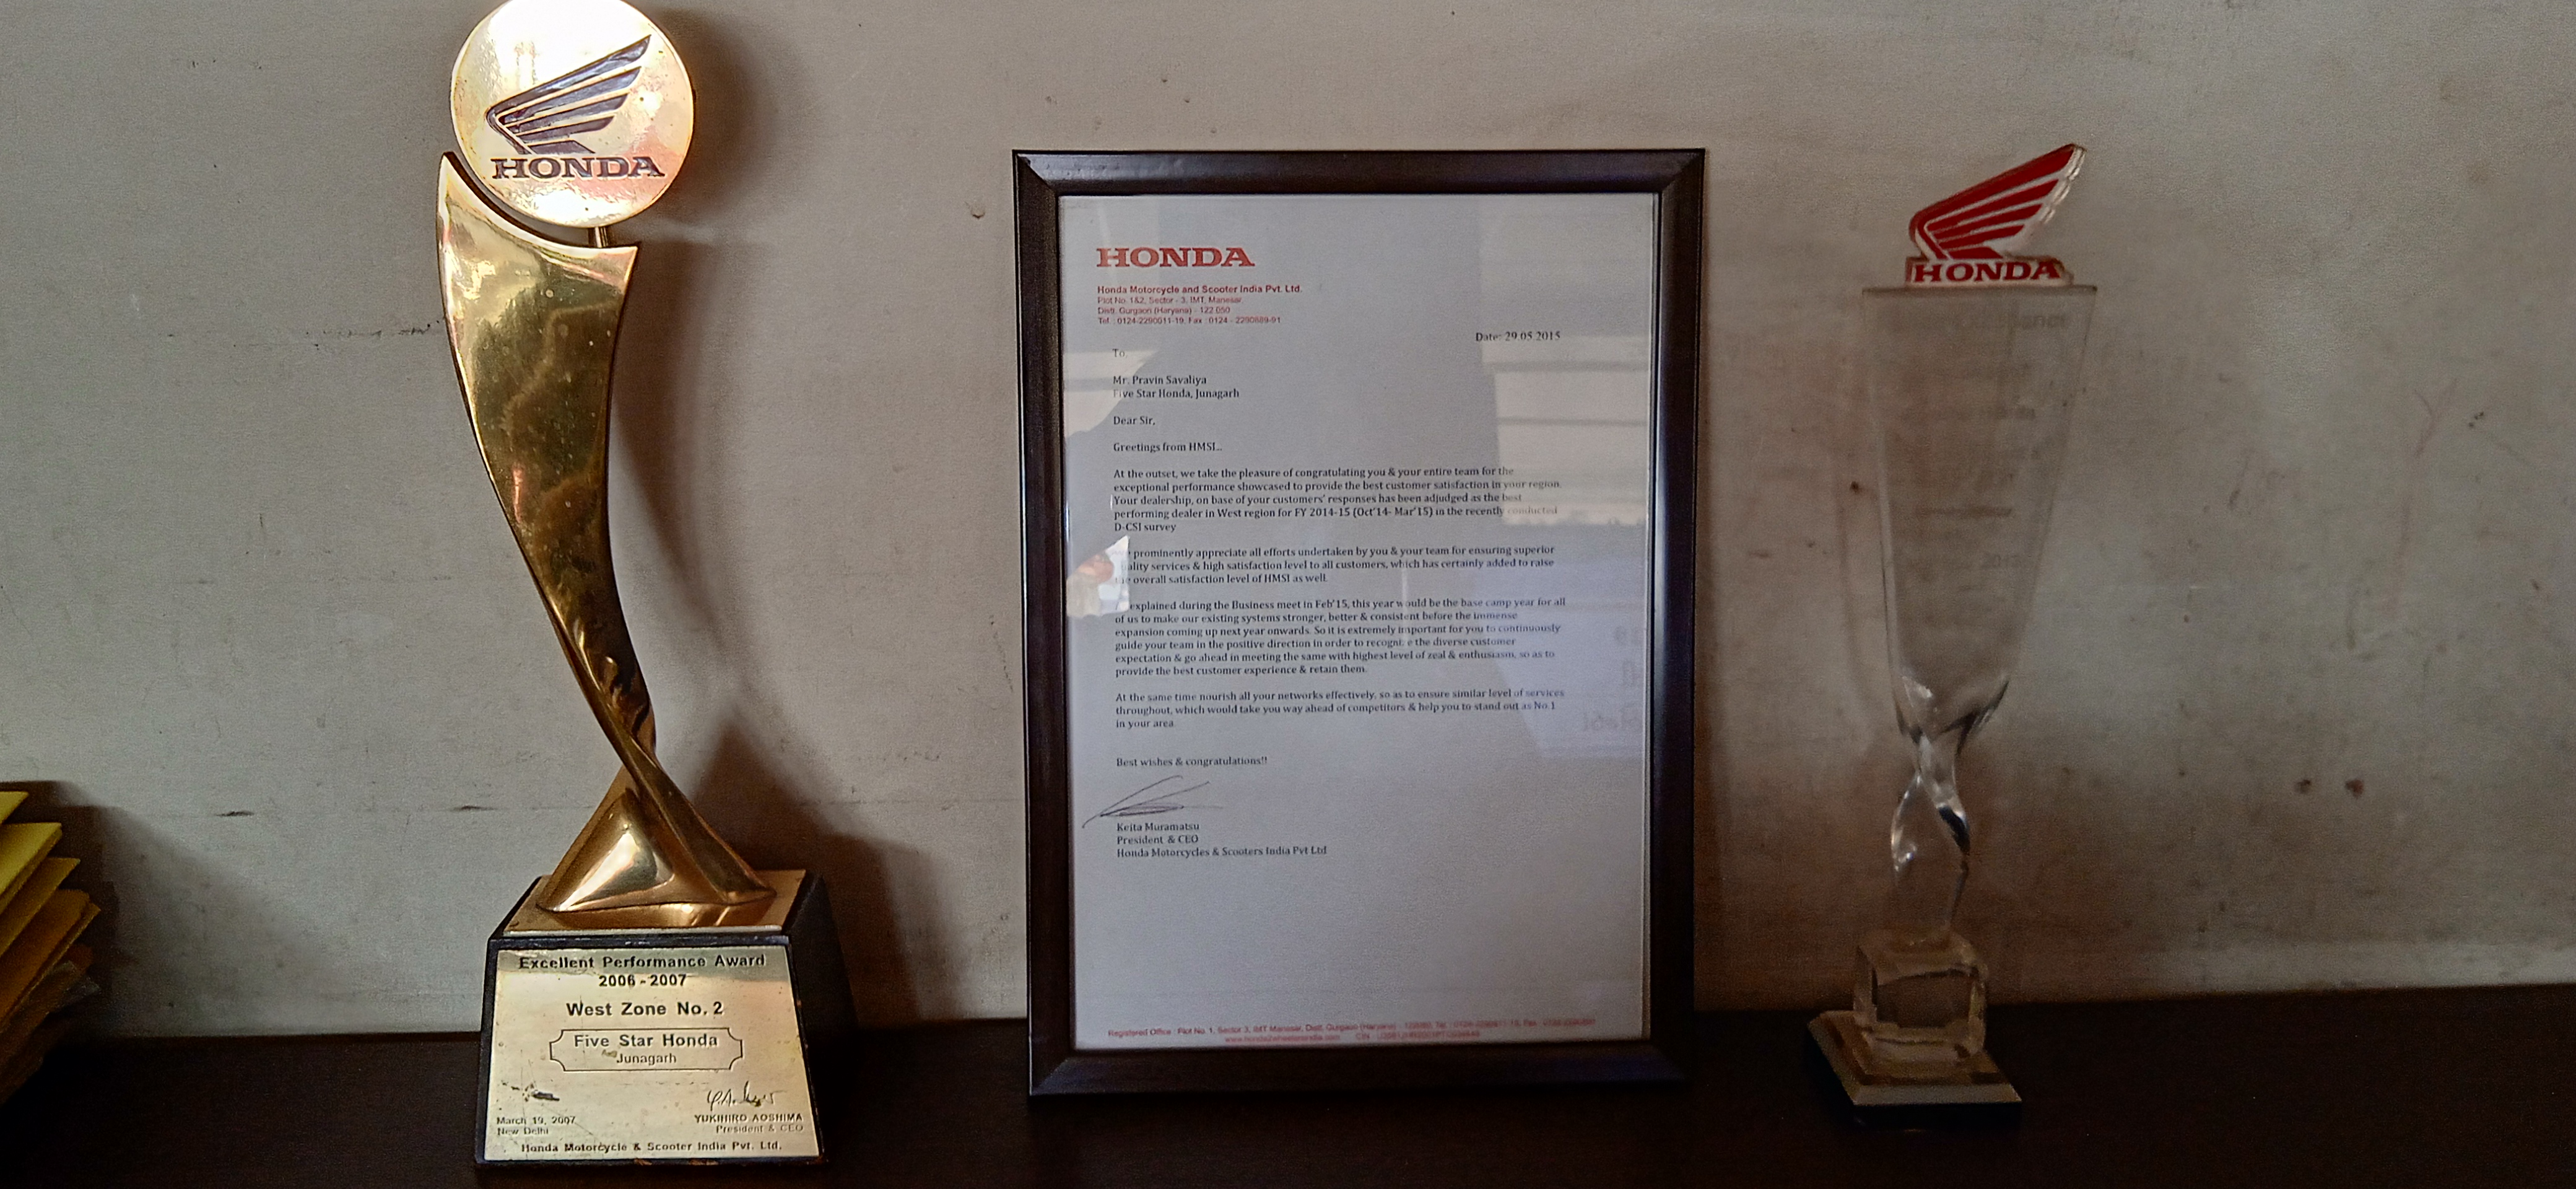 HONDA
Excellent Performance Award
2006 - 2007
West Zone No. 2
Five Star Honda
Junagarh
March 19, 2007
New Delhi
YUKIHIRO AOSHIMA
President & CEO
Honda Motorcycle & Scooter India Pvt. Ltd.
HONDA
Honda Motorcycle and Scooter India Pvt. Ltd.
Plot No. 1&2, Sector - 3, IMT, Manesar
Distt. Gurgaon (Haryana) - 122 050
Tel : 0124-2290911-19, Fax : 0124 - 2290889-91
Date: 29.05.2015
To,
Mr. Pravin Savaliya
Five Star Honda, Junagarh
Dear Sir,
Greetings from HMSI...
At the outset, we take the pleasure of congratulating you & your entire team for the
exceptional performance showcased to provide the best customer satisfaction in your region.
Your dealership, on base of your customers' responses has been adjudged as the best
performing dealer in West region for FY 2014-15 (Oct'14- Mar'15) in the recently conducted
D-CSI survey
prominently appreciate all efforts undertaken by you & your team for ensuring superior
quality services & high satisfaction level to all customers, which has certainly added to raise
the overall satisfaction level of HMSI as well.
explained during the Business meet in Feb'15, this year would be the base camp year for all
of us to make our existing systems stronger, better & consistent before the immense
expansion coming up next year onwards. So it is extremely important for you to continuously
guide your team in the positive direction in order to recognize the diverse customer
expectation & go ahead in meeting the same with highest level of zeal & enthusiasm, so as to
provide the best customer experience & retain them.
At the same time nourish all your networks effectively, so as to ensure similar level of services
throughout, which would take you way ahead of competitors & help you to stand out as No.1
in your area
Best wishes & congratulations!!
Keita Muramatsu
President & CEO
Honda Motorcycles & Scooters India Pvt Ltd
Registered Office : Plot No. 1, Sector 3, IMT Manesar, Distt. Gurgaon (Haryana)
HONDA